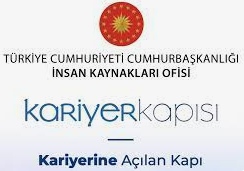 TÜRKİYE CUMHURİYETİ CUMHURBAŞKANLIĞI
İNSAN KAYNAKLARI OFİSİ
kaRiyeRkapısı
Kariyerine Açılan Kapı